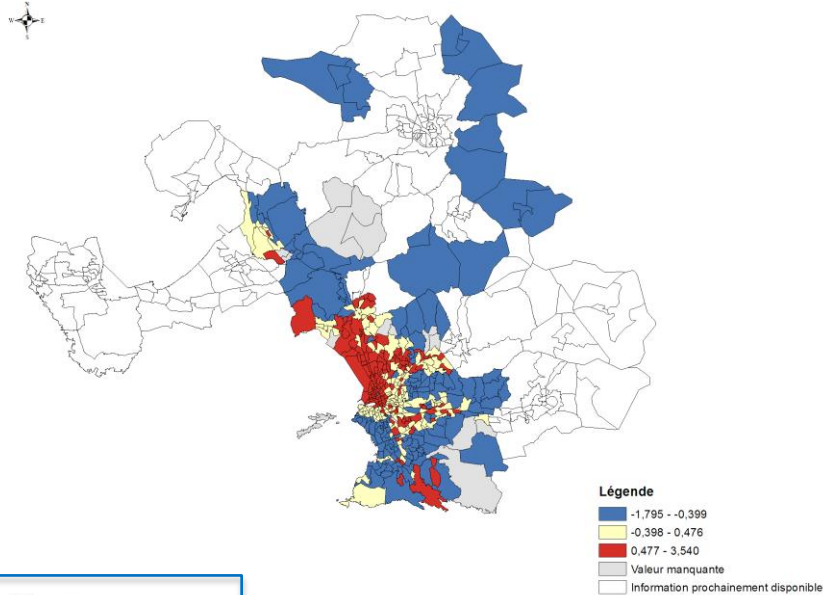 N
W E
S
Légende
-1,795 - -0,399
-0,398 - 0,476
0,477 - 3,540
Valeur manquante
Information prochainement disponible